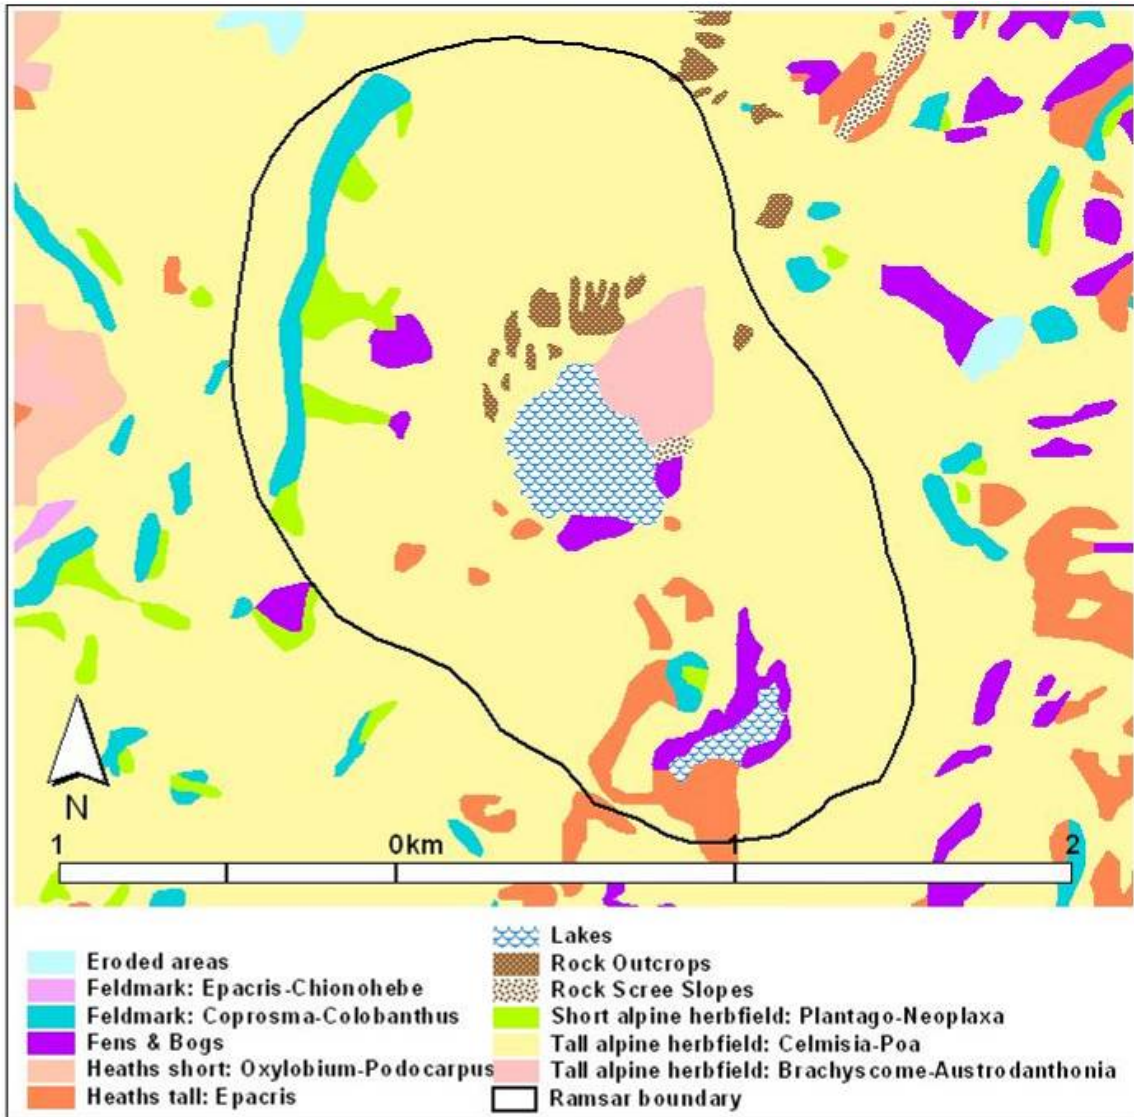 N
1 0km 1 2
Eroded areas
Feldmark: Epacris-Chionohebe
Feldmark: Coprosma-Colobanthus
Fens & Bogs
Heaths short: Oxylobium-Podocarpus
Heaths tall: Epacris
Lakes
Rock Outcrops
Rock Scree Slopes
Short alpine herbfield: Plantago-Neoplaxa
Tall alpine herbfield: Celmisia-Poa
Tall alpine herbfield: Brachyscome-Austrodanthonia
Ramsar boundary